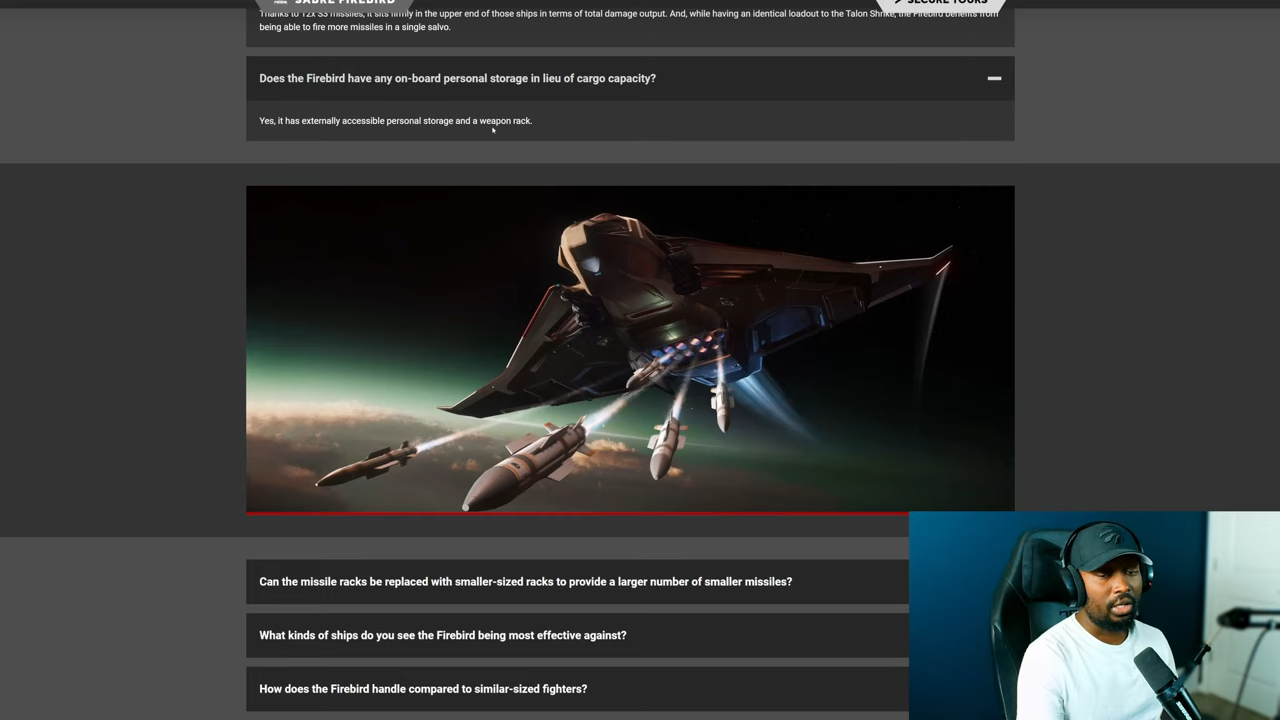 SABRE FIREBIRD
> SECURE YOURS
Thanks to 12x S3 missiles, it sits firmly in the upper end of those ships in terms of total damage output. And, while having an identical loadout to the Talon Shrike, the Firebird benefits from
being able to fire more missiles in a single salvo.
Does the Firebird have any on-board personal storage in lieu of cargo capacity?
Yes, it has externally accessible personal storage and a weapon rack.
Can the missile racks be replaced with smaller-sized racks to provide a larger number of smaller missiles?
What kinds of ships do you see the Firebird being most effective against?
How does the Firebird handle compared to similar-sized fighters?